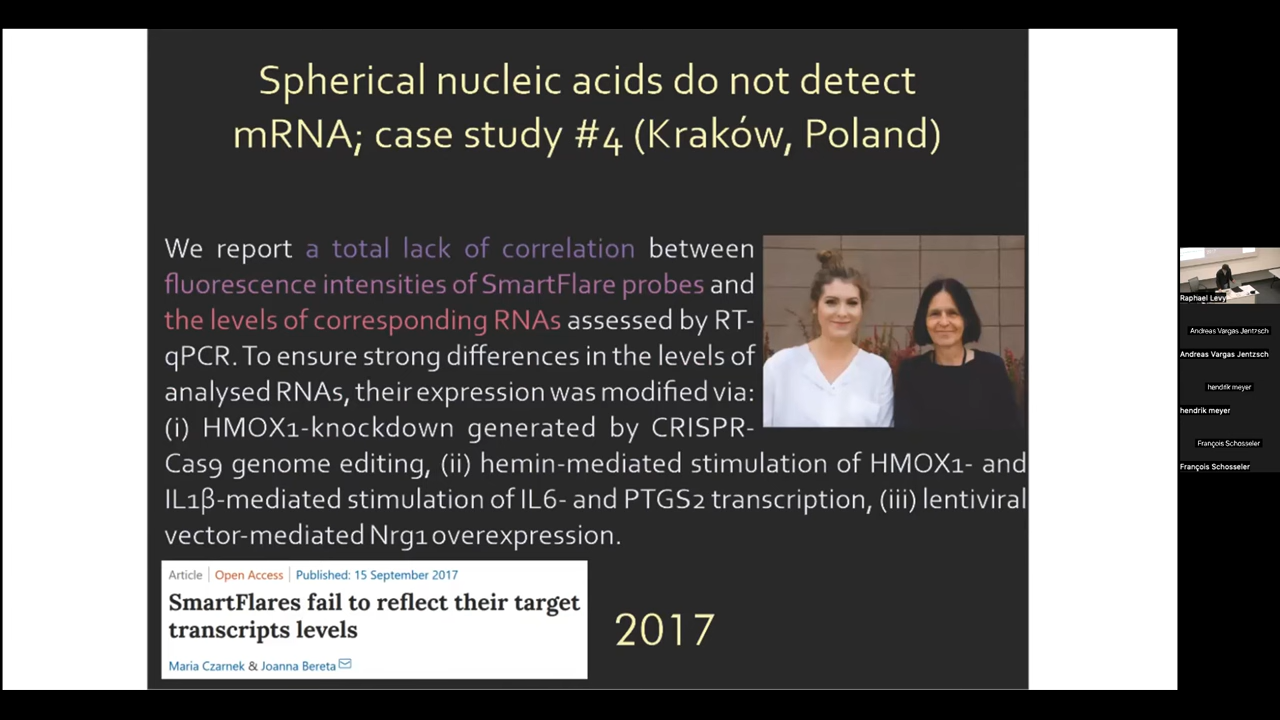 Spherical nucleic acids do not detect
mRNA; case study #4 (Kraków, Poland)
We report a total lack of correlation between
fluorescence intensities of SmartFlare probes and
the levels of corresponding RNAs assessed by RT-
qPCR. To ensure strong differences in the levels of
analysed RNAs, their expression was modified via:
(i) HMOX1-knockdown generated by CRISPR-
Cas9 genome editing, (ii) hemin-mediated stimulation of HMOX1- and
IL1β-mediated stimulation of IL6- and PTGS2 transcription, (iii) lentiviral
vector-mediated Nrg1 overexpression.
Article | Open Access | Published: 15 September 2017
SmartFlares fail to reflect their target
transcripts levels
Maria Czarnek & Joanna Bereta
2017
Raphael Levy
Andreas Vargas Jentzsch
Andreas Vargas Jentzsch
hendrik meyer
hendrik meyer
François Schosseler
François Schosseler